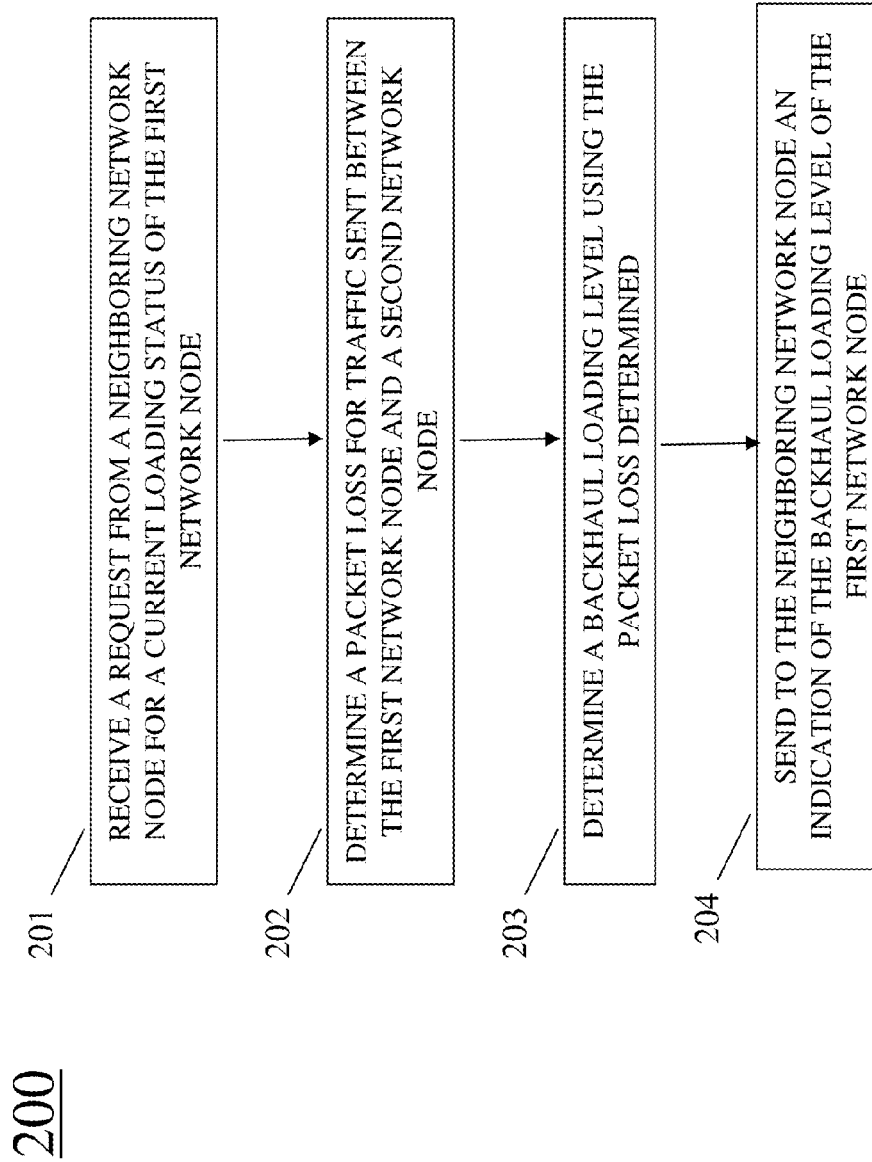 200
201
RECEIVE A REQUEST FROM A NEIGHBORING NETWORK
NODE FOR A CURRENT LOADING STATUS OF THE FIRST
NETWORK NODE
202
DETERMINE A PACKET LOSS FOR TRAFFIC SENT BETWEEN
THE FIRST NETWORK NODE AND A SECOND NETWORK
NODE
203
DETERMINE A BACKHAUL LOADING LEVEL USING THE
PACKET LOSS DETERMINED
204
SEND TO THE NEIGHBORING NETWORK NODE AN
INDICATION OF THE BACKHAUL LOADING LEVEL OF THE
FIRST NETWORK NODE